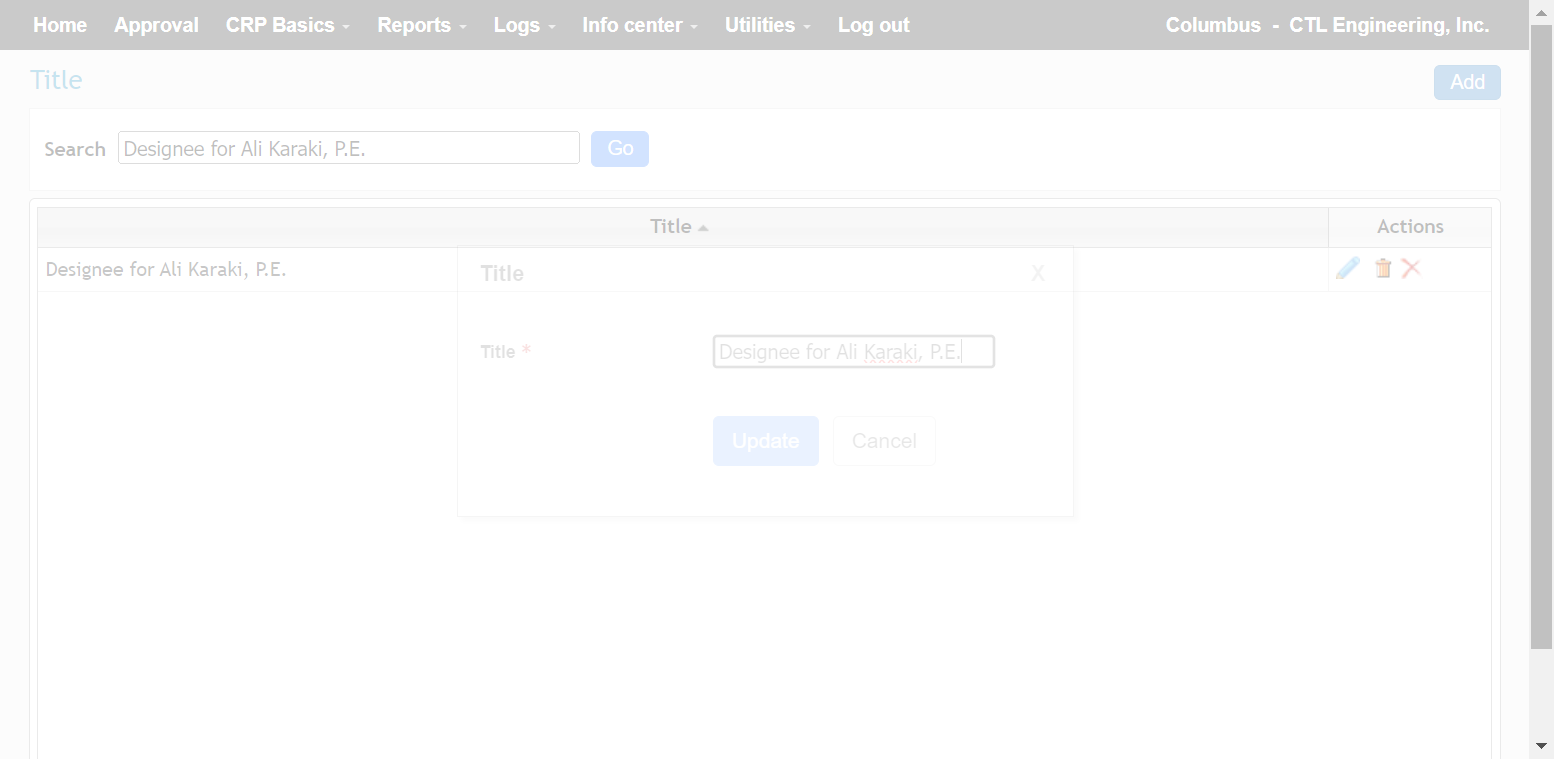 Home Approval CRP Basics Reports Logs Info center Utilities Log out Columbus - CTL Engineering, Inc.
Title Add
Search Designee for Ali Karaki, P.E. Go
Title Actions
Designee for Ali Karaki, P.E.
Title X
Title * Designee for Ali Karaki, P.E.
Update Cancel